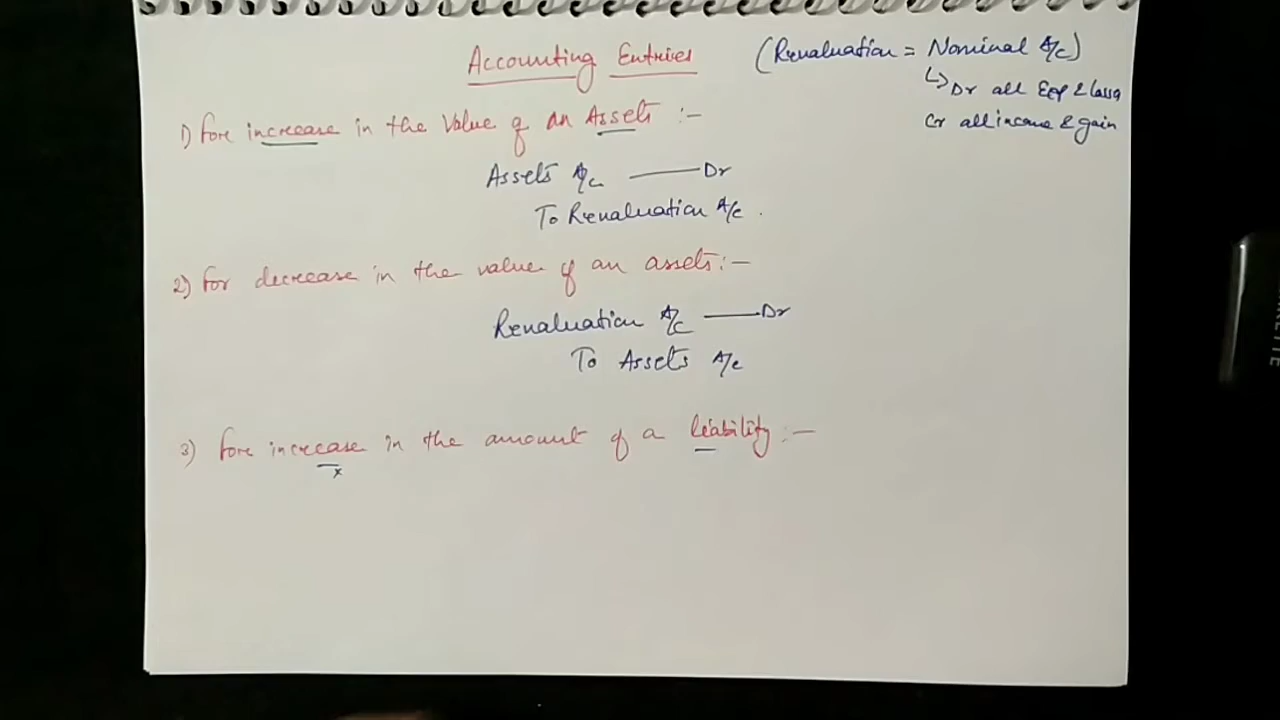 Accounting Entries (Revaluation = Nominal A/c)
↳ Dr all Exp & Losses
Cr all income & gain
1) For increase in the Value of an Assets :-
Assets A/c —— Dr
To Revaluation A/c.
2) For decrease in the value of an assets :-
Revaluation A/c —— Dr
To Assets A/c
3) For increase in the amount of a leability :-